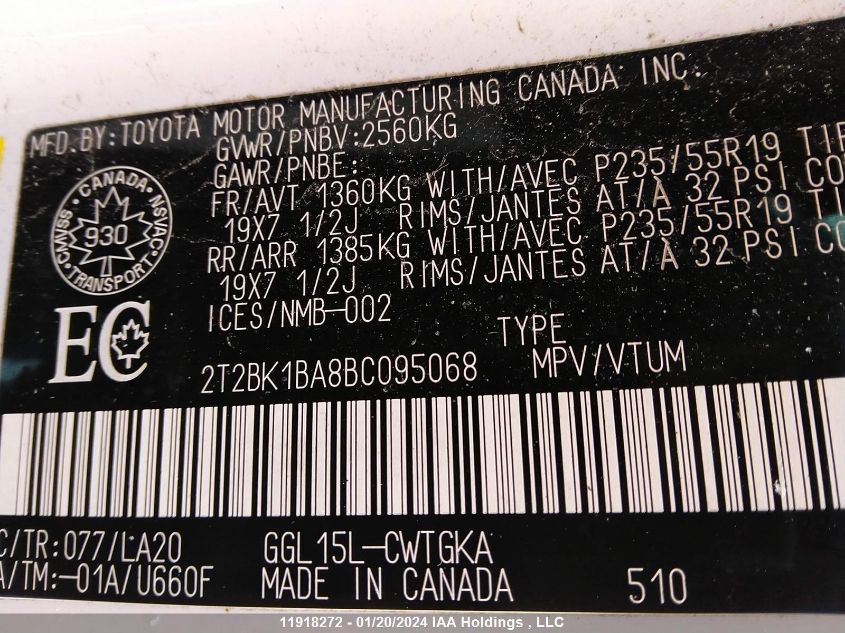 MFD.BY:TOYOTA MOTOR MANUFACTURING CANADA INC.
GVWR/PNBV:2560KG
GAWR/PNBE:
FR/AVT 1360KG WITH/AVEC P235/55R19
19X7 1/2J RIMS/JANTES AT/À 32 PSI
RR/ARR 1385KG WITH/AVEC P235/55R19
19X7 1/2J RIMS/JANTES AT/À 32 PSI
ICES/NMB-002
CMVSS · CANADA · NSVAC · TRANSPORT
930
EC
TYPE
2T2BK1BA8BC095068 MPV/VTUM
C/TR:077/LA20 GGL15L-CWTGKA
A/TM:-01A/U660F MADE IN CANADA 510
11918272 - 01/20/2024 IAA Holdings , LLC